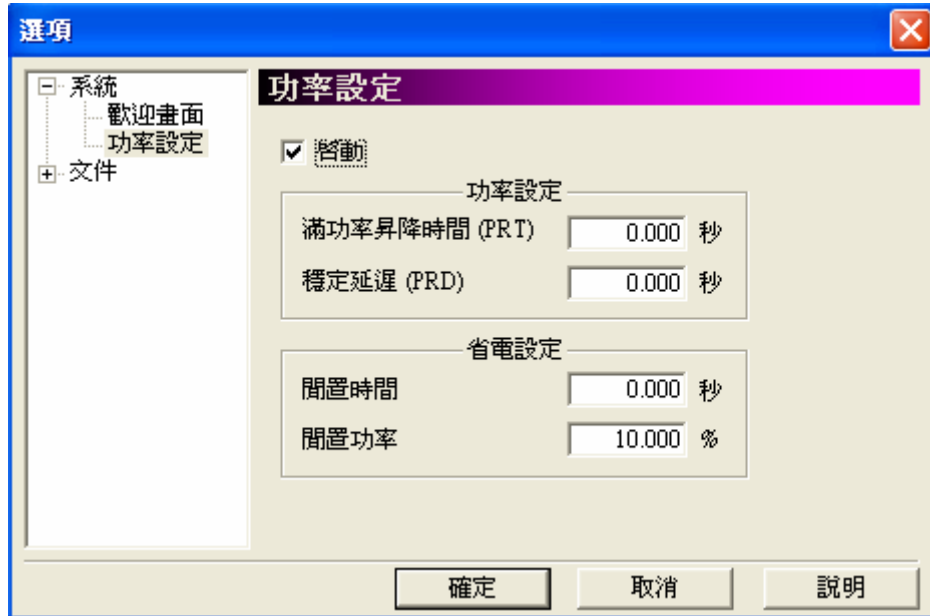 選項
系統
歡迎畫面
功率設定
文件
功率設定
啓動
功率設定
滿功率昇降時間 (PRT) 0.000 秒
穩定延遲 (PRD) 0.000 秒
省電設定
閒置時間 0.000 秒
閒置功率 10.000 %
確定 取消 說明